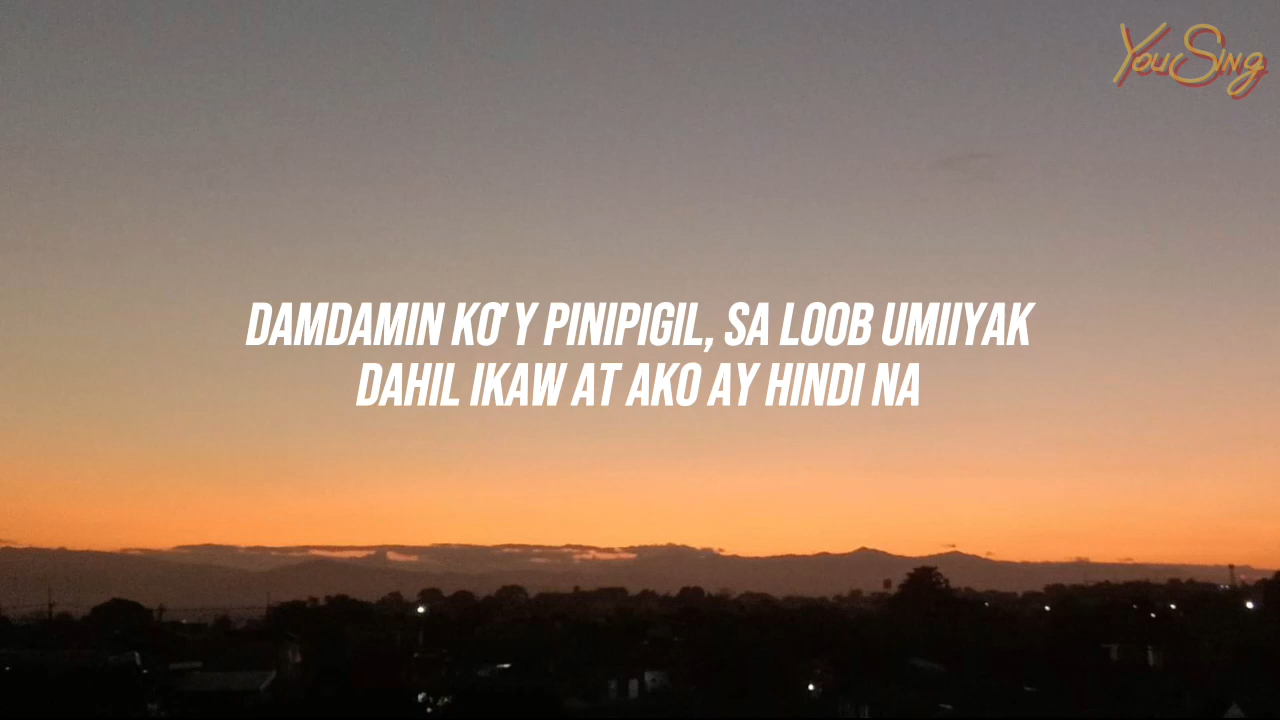 YouSing
DAMDAMIN KO'Y PINIPIGIL, SA LOOB UMIIYAK
DAHIL IKAW AT AKO AY HINDI NA